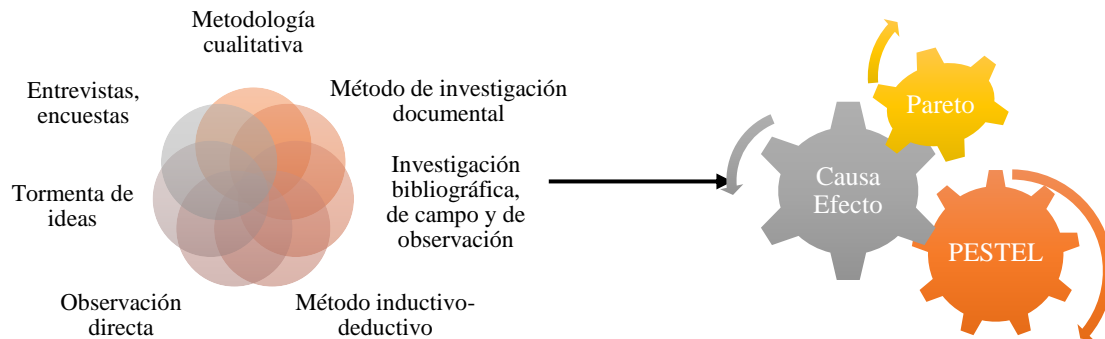 Metodología
cualitativa
Método de investigación
documental
Investigación
bibliográfica,
de campo y de
observación
Método inductivo-
deductivo
Observación
directa
Tormenta de
ideas
Entrevistas,
encuestas
Pareto
Causa
Efecto
PESTEL